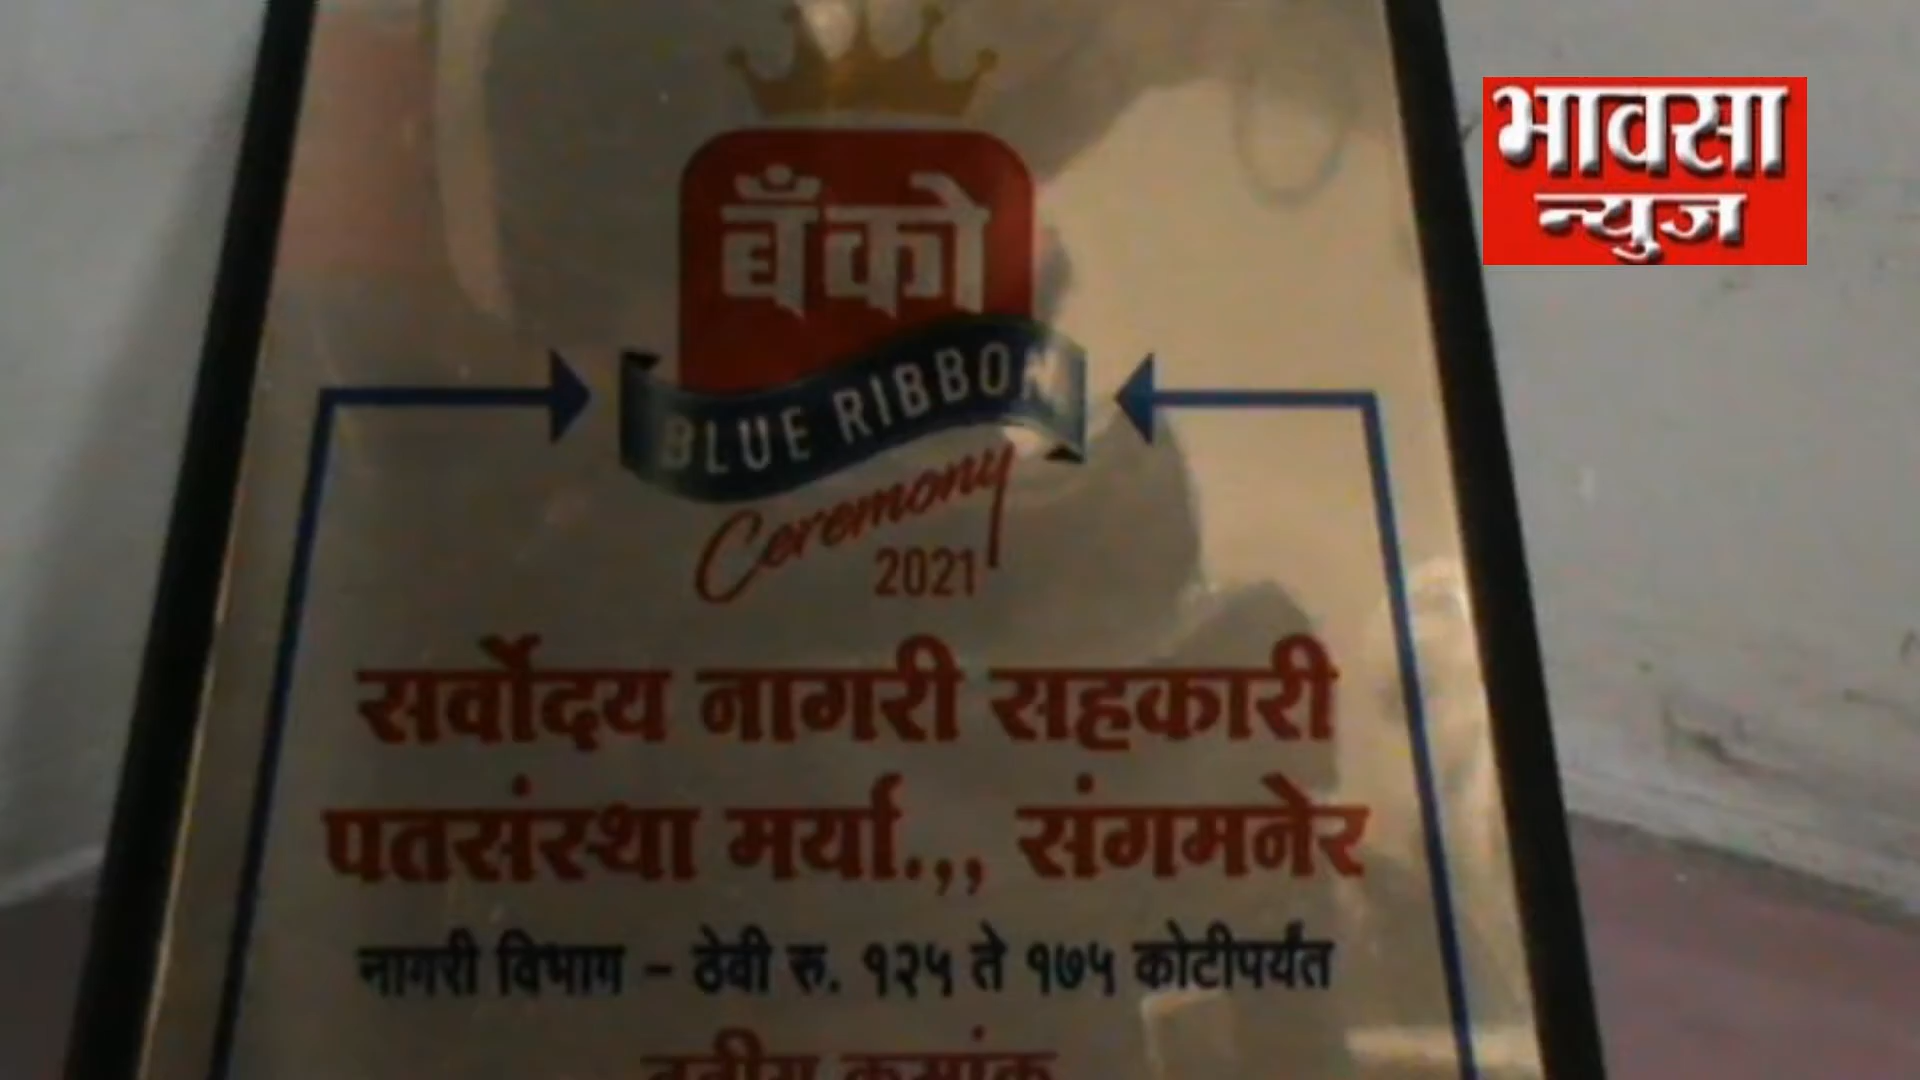 बँको
BLUE RIBBON
Ceremony
2021
सर्वोदय नागरी सहकारी
पतसंस्था मर्या.,, संगमनेर
नागरी विभाग - ठेवी रु. १२५ ते १७५ कोटीपर्यंत
भावसा
न्युज